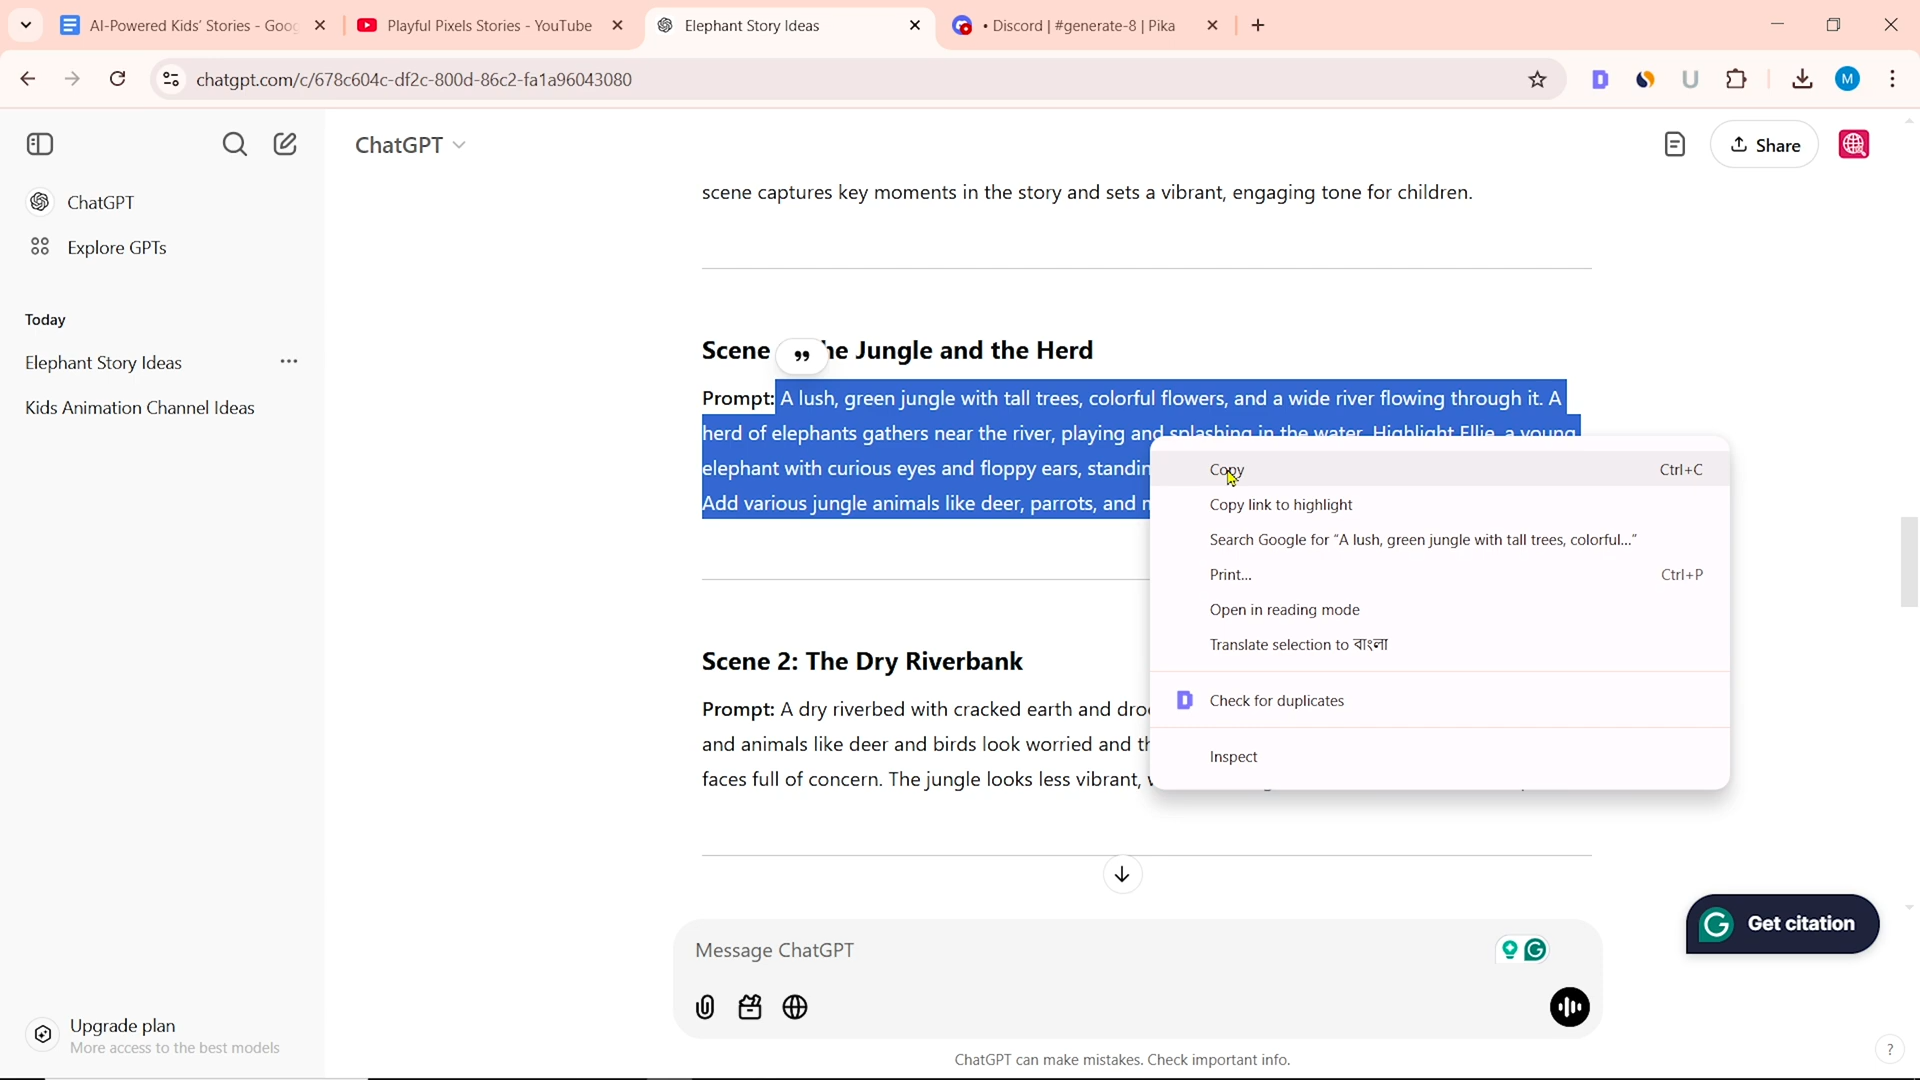 AI-Powered Kids' Stories - Goo
Playful Pixels Stories - YouTube
Elephant Story Ideas
• Discord | #generate-8 | Pika
chatgpt.com/c/678c604c-df2c-800d-86c2-fa1a96043080
M
ChatGPT
Share
ChatGPT
Explore GPTs
Today
Elephant Story Ideas
Kids Animation Channel Ideas
Upgrade plan
More access to the best models
scene captures key moments in the story and sets a vibrant, engaging tone for children.
Scene he Jungle and the Herd
Prompt: A lush, green jungle with tall trees, colorful flowers, and a wide river flowing through it. A
herd of elephants gathers near the river, playing and splashing in the water. Highlight Ellie, a young
elephant with curious eyes and floppy ears, standin
Add various jungle animals like deer, parrots, and
Copy Ctrl+C
Copy link to highlight
Search Google for “A lush, green jungle with tall trees, colorful...”
Print... Ctrl+P
Open in reading mode
Translate selection to বাংলা
Check for duplicates
Inspect
Scene 2: The Dry Riverbank
Prompt: A dry riverbed with cracked earth and dro
and animals like deer and birds look worried and th
faces full of concern. The jungle looks less vibrant,
Get citation
Message ChatGPT
ChatGPT can make mistakes. Check important info.
?